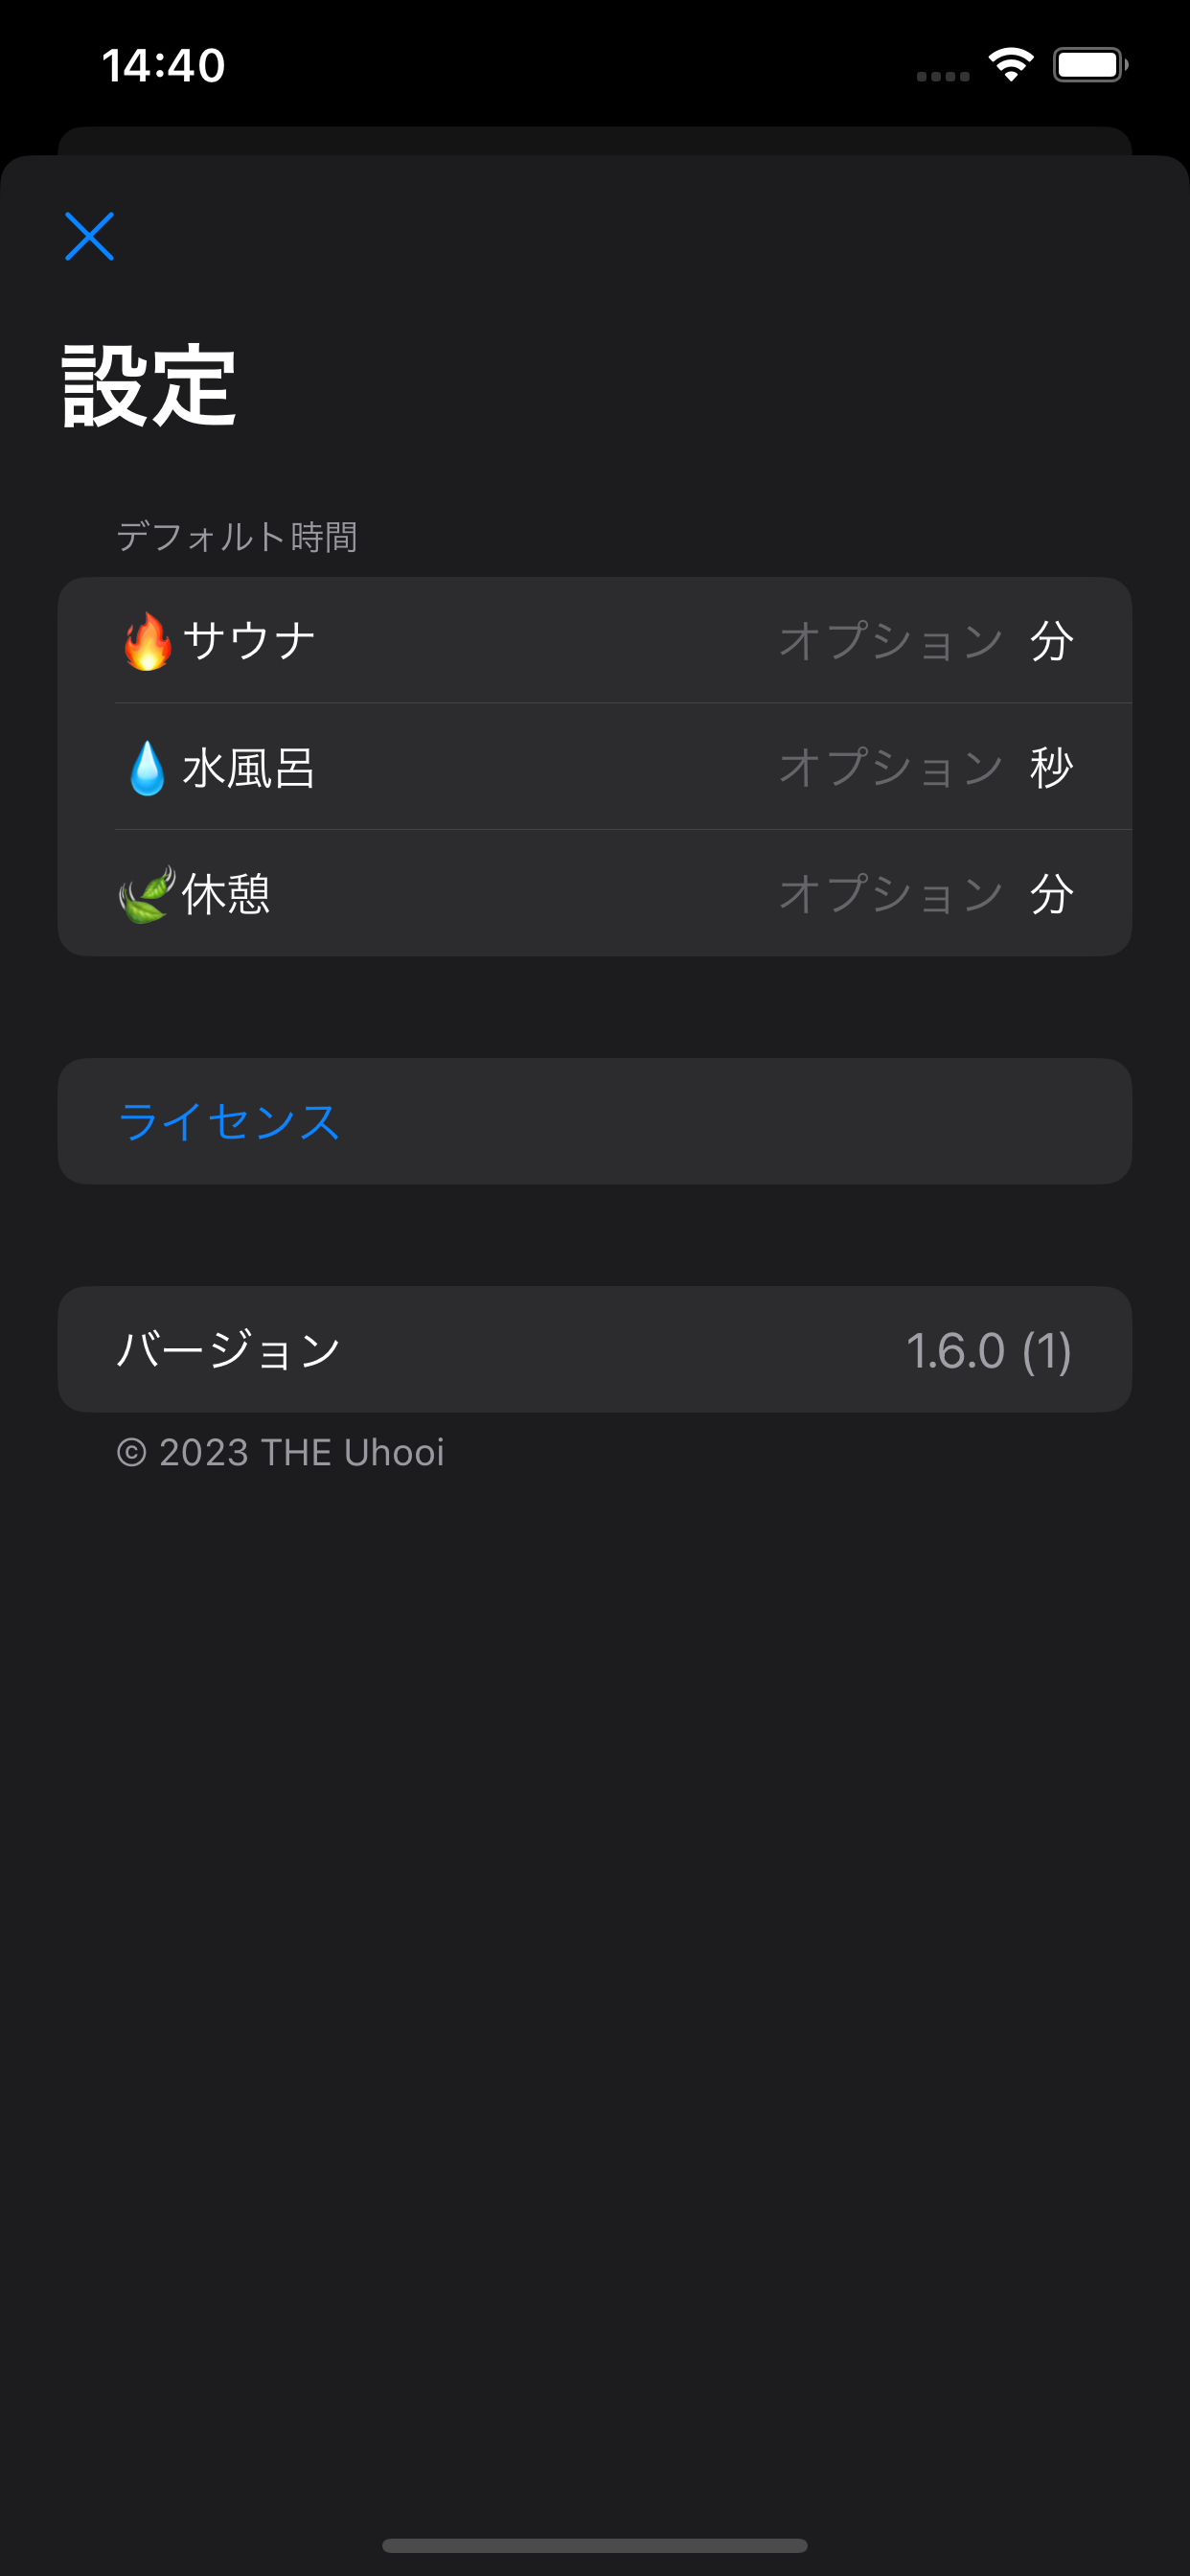 14:40
設定
デフォルト時間
🔥サウナ オプション 分
💧水風呂 オプション 秒
🍃休憩 オプション 分
ライセンス
バージョン 1.6.0 (1)
© 2023 THE Uhooi